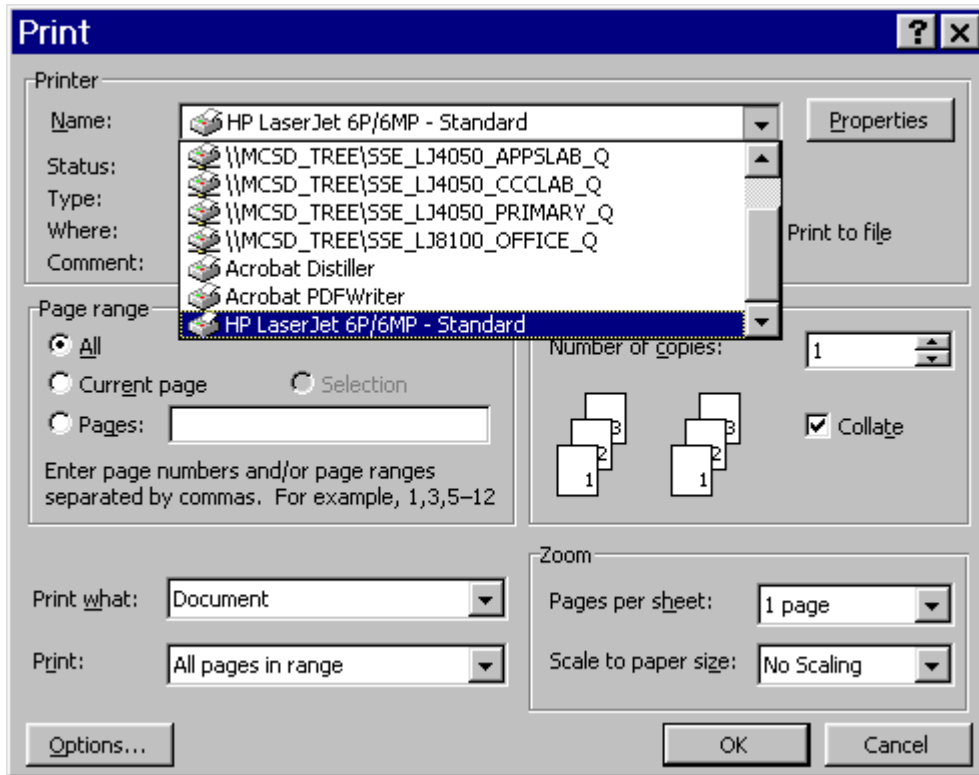 Print
Printer
Name: HP LaserJet 6P/6MP - Standard Properties
\\MCSD_TREE\SSE_LJ4050_APPSLAB_Q
Status:
\\MCSD_TREE\SSE_LJ4050_CCCLAB_Q
Type:
\\MCSD_TREE\SSE_LJ4050_PRIMARY_Q
Where: Print to file
\\MCSD_TREE\SSE_LJ8100_OFFICE_Q
Comment:
Acrobat Distiller
Acrobat PDFWriter
HP LaserJet 6P/6MP - Standard
Page range
All
Current page Selection
Pages:
Enter page numbers and/or page ranges
separated by commas. For example, 1,3,5–12
Number of copies: 1
3 3
2 2
1 1
Collate
Print what: Document
Print: All pages in range
Zoom
Pages per sheet: 1 page
Scale to paper size: No Scaling
Options... OK Cancel